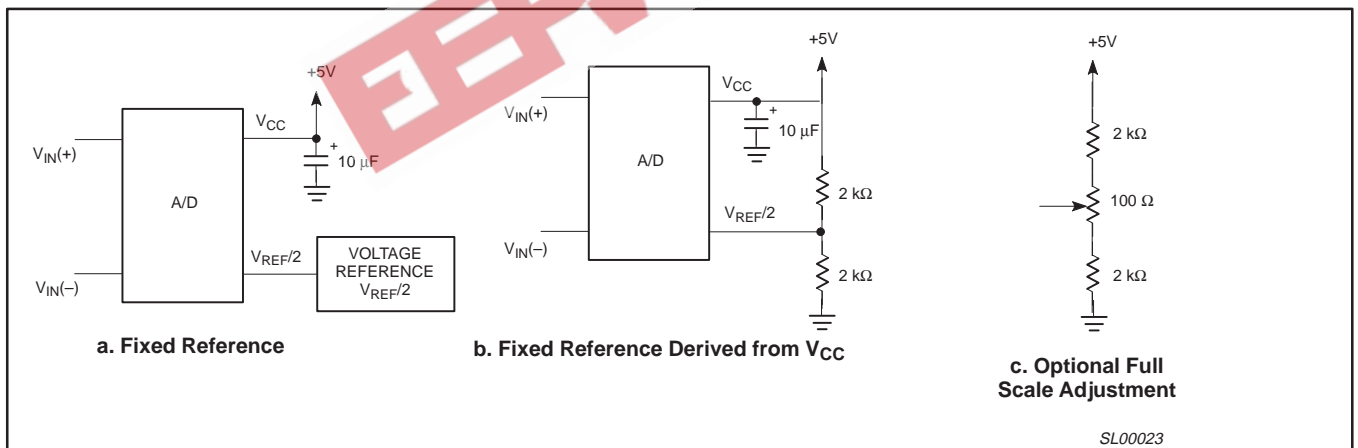 +5V
V_CC
+
10 μF
V_IN(+)
A/D
V_REF/2
VOLTAGE
REFERENCE
V_REF/2
V_IN(–)
a. Fixed Reference
+5V
V_CC
+
10 μF
V_IN(+)
A/D
2 kΩ
V_REF/2
V_IN(–)
2 kΩ
b. Fixed Reference Derived from V_CC
+5V
2 kΩ
100 Ω
2 kΩ
c. Optional Full
Scale Adjustment
SL00023